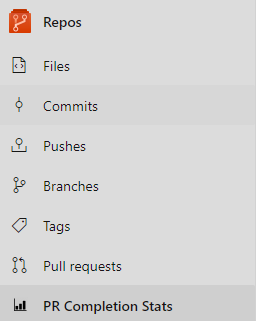 Repos
Files
Commits
Pushes
Branches
Tags
Pull requests
PR Completion Stats